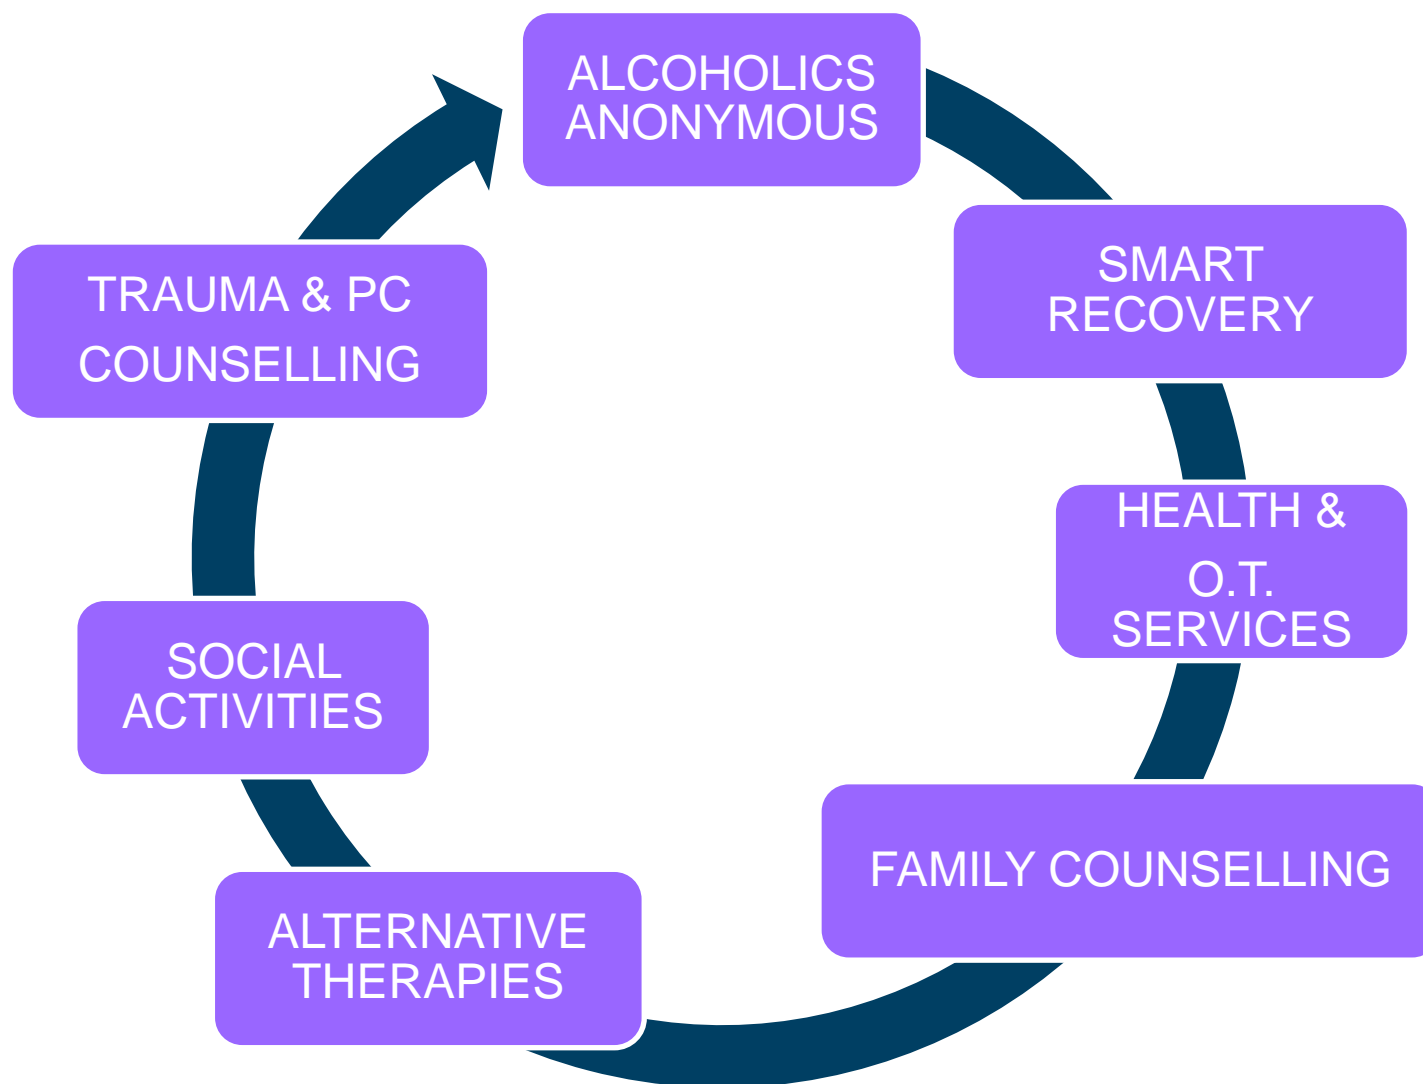 ALCOHOLICS
ANONYMOUS
SMART
RECOVERY
HEALTH &
O.T.
SERVICES
FAMILY COUNSELLING
ALTERNATIVE
THERAPIES
SOCIAL
ACTIVITIES
TRAUMA & PC
COUNSELLING